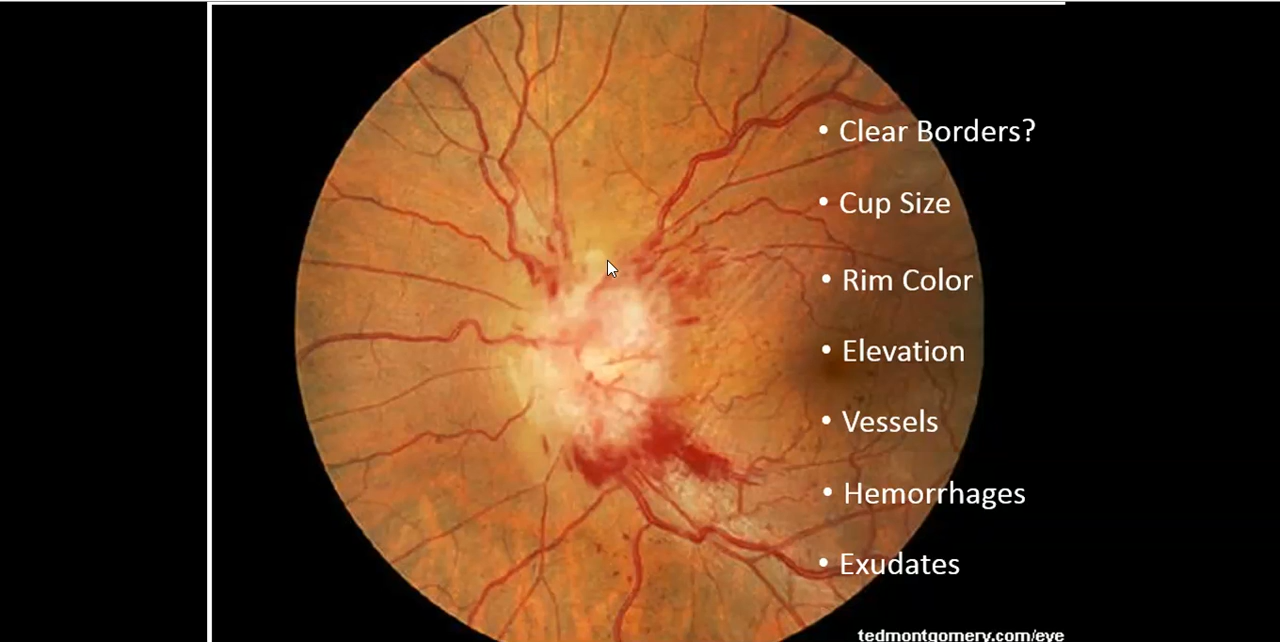 • Clear Borders?
• Cup Size
• Rim Color
• Elevation
• Vessels
• Hemorrhages
• Exudates
tedmontgomery.com/eye